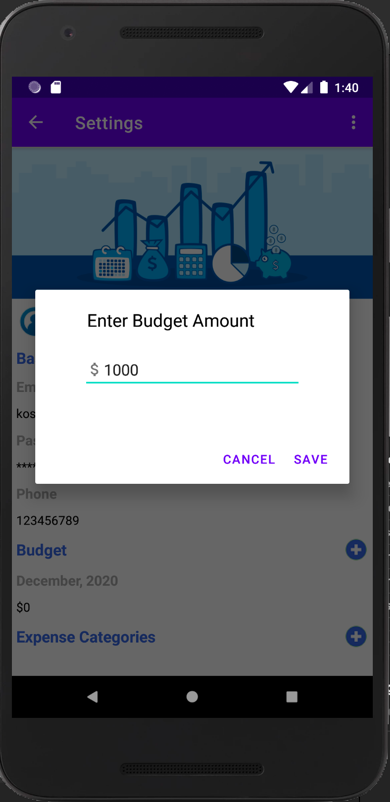 1:40
Settings
Enter Budget Amount
$ 1000
CANCEL SAVE
Phone
123456789
Budget
December, 2020
$0
Expense Categories